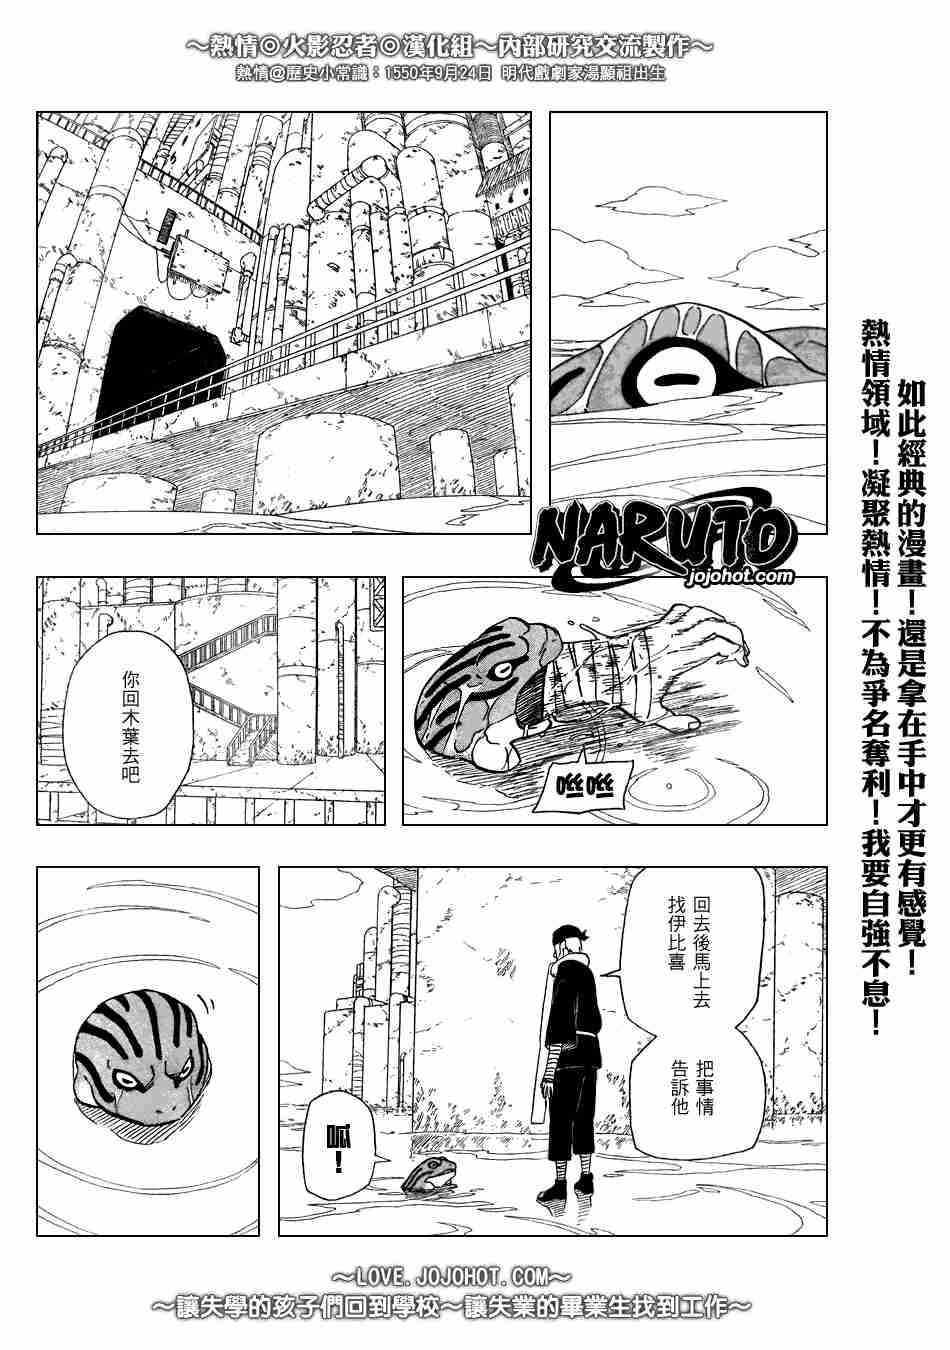 ～熱情◎火影忍者◎漢化組～內部研究交流製作～
熱情@歷史小常識：1550年9月24日 明代戲劇家湯顯祖出生
如此經典的漫畫！還是拿在手中才更有感覺！
熱情領域！凝聚熱情！不為爭名奪利！我要自強不息！
NARUTO
jojohot.com
嘩嘩
你回木葉去吧
回去後馬上去
找伊比喜
把事情
告訴他
呱！
～LOVE.JOJOHOT.COM～
～讓失學的孩子們回到學校～讓失業的畢業生找到工作～